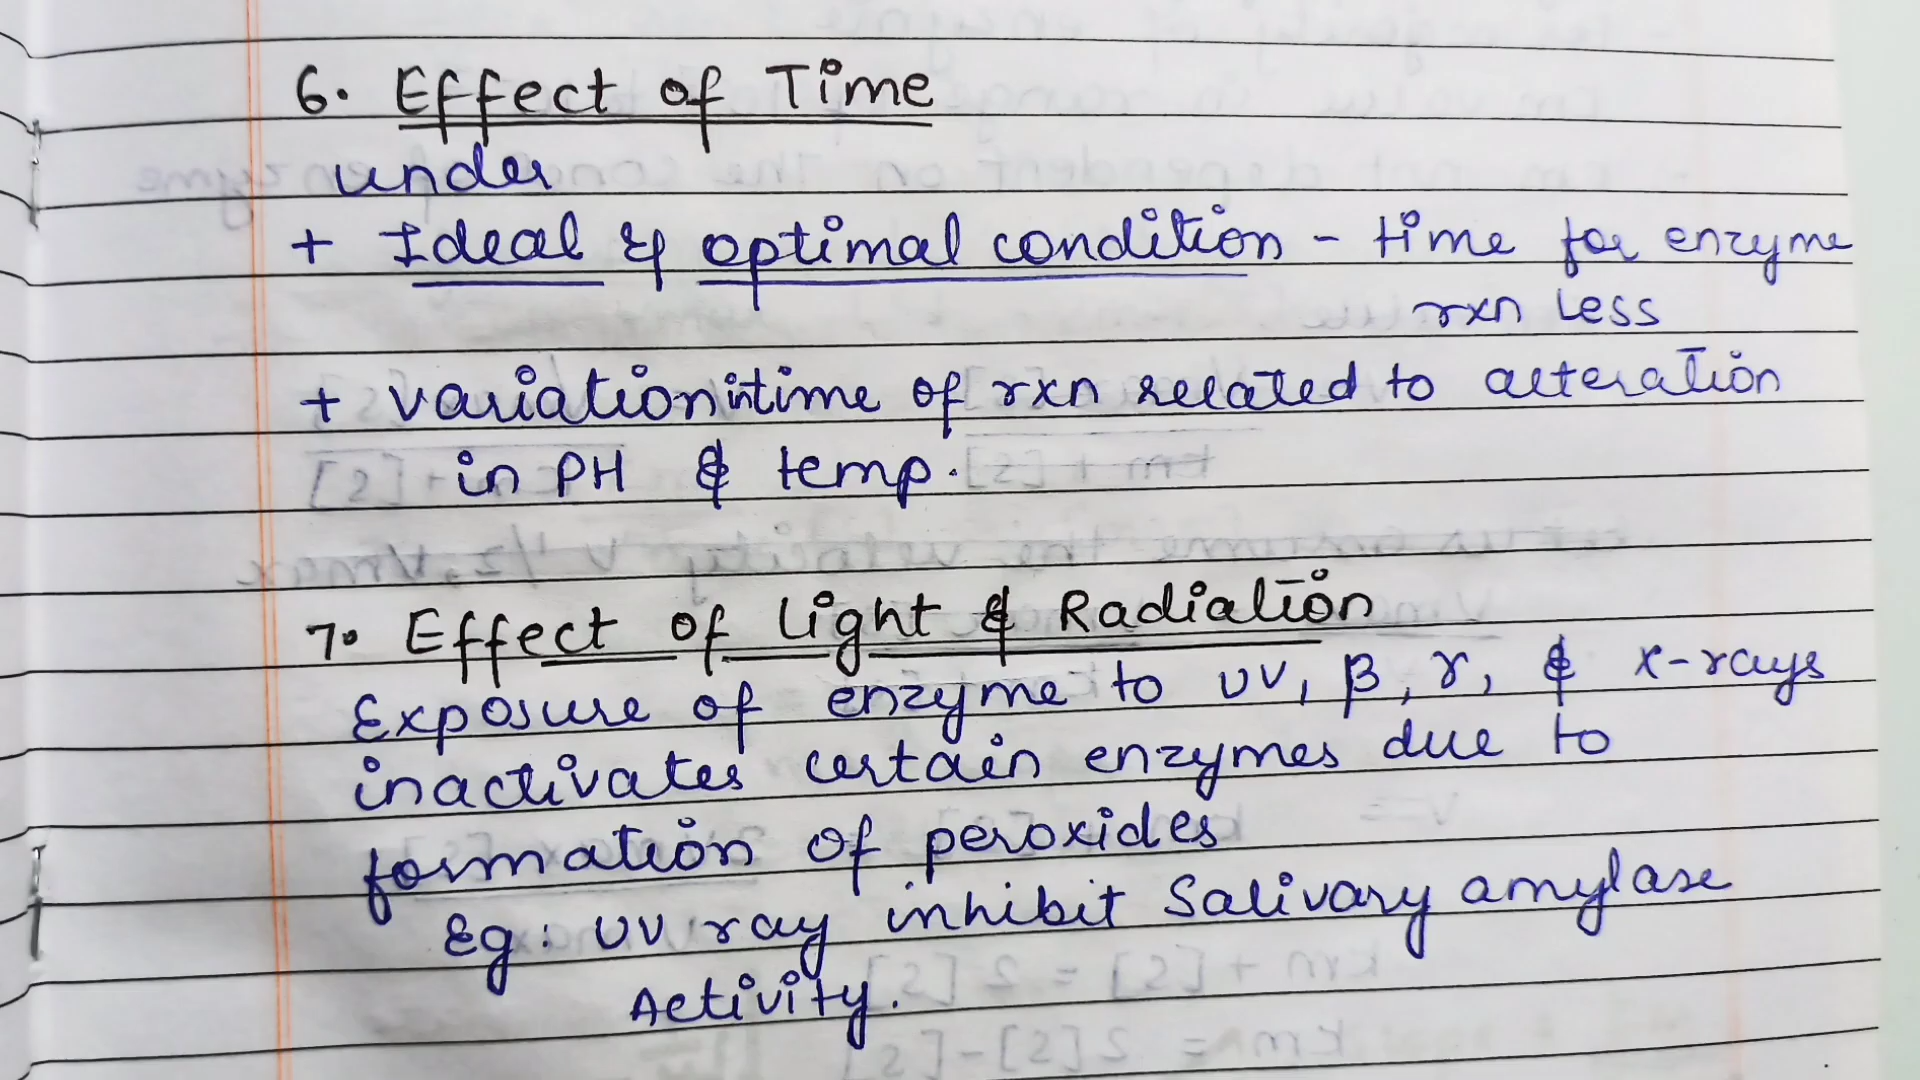 6. Effect of Time
under
+ Ideal & optimal condition - time for enzyme
rxn less
+ variation in time of rxn related to alteration
in PH & temp.
7. Effect of Light & Radiation
Exposure of enzyme to UV, β, γ, & x-rays
inactivates certain enzymes due to
formation of peroxides
Eg: UV ray inhibit Salivary amylase
Activity.